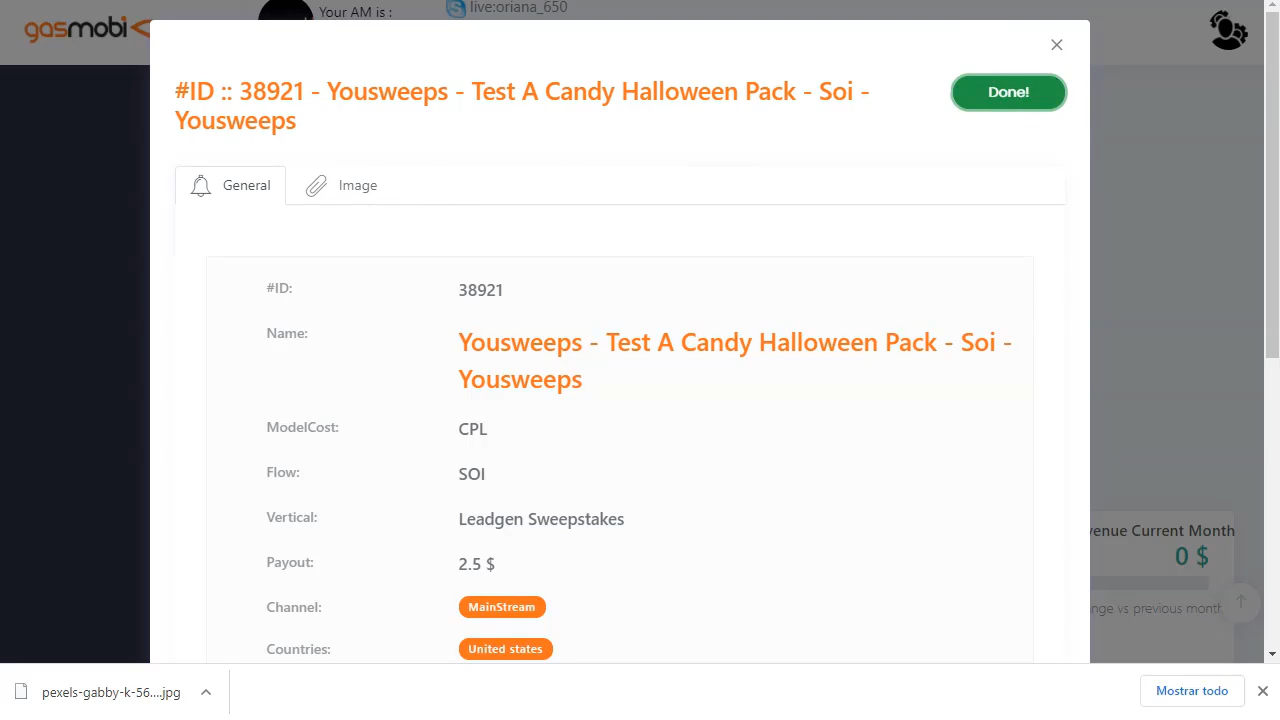 gasmobi
Your AM is :
live:oriana_650
#ID :: 38921 - Yousweeps - Test A Candy Halloween Pack - Soi -
Yousweeps
Done!
General
Image
#ID:
38921
Name:
Yousweeps - Test A Candy Halloween Pack - Soi -
Yousweeps
ModelCost:
CPL
Flow:
SOI
Vertical:
Leadgen Sweepstakes
Payout:
2.5 $
Channel:
MainStream
Countries:
United states
Current Month
0 $
vs previous month
pexels-gabby-k-56....jpg
Mostrar todo